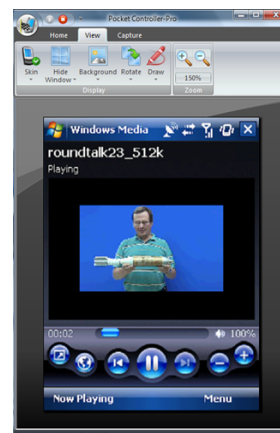 Pocket Controller-Pro
Home View Capture
Skin Hide Window Background Rotate Draw
150%
Display Zoom
Windows Media
roundtalk23_512k
Playing
00:02 100%
Now Playing Menu